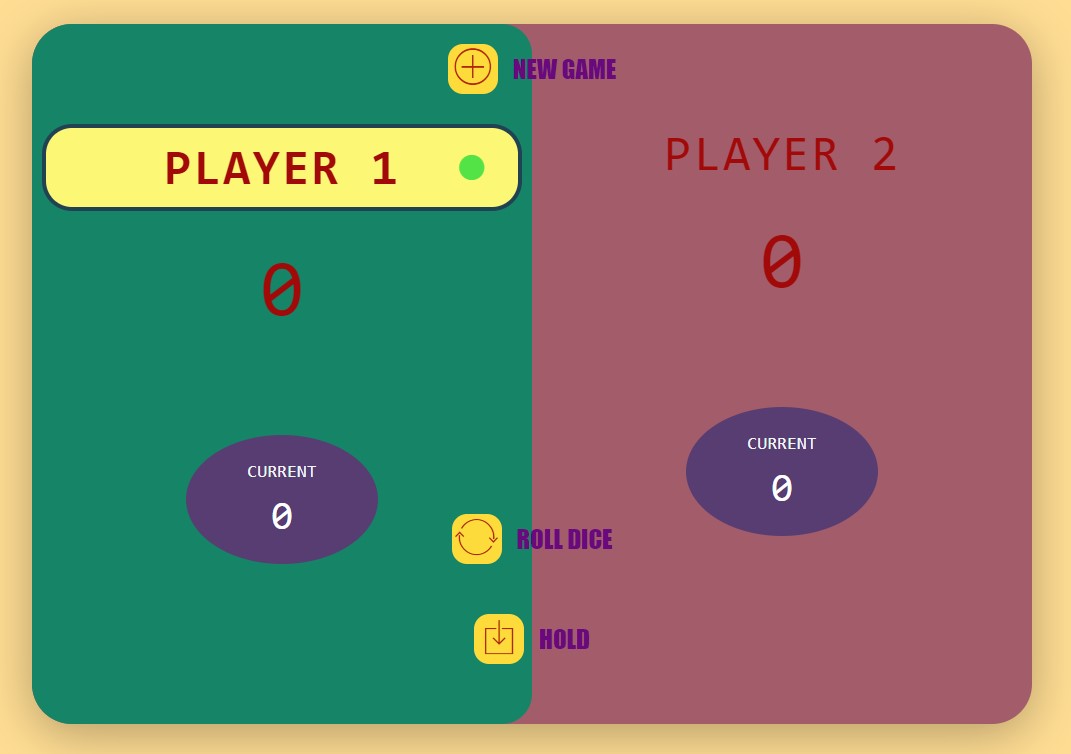 NEW GAME
PLAYER 1
PLAYER 2
0
0
CURRENT
0
CURRENT
0
ROLL DICE
HOLD